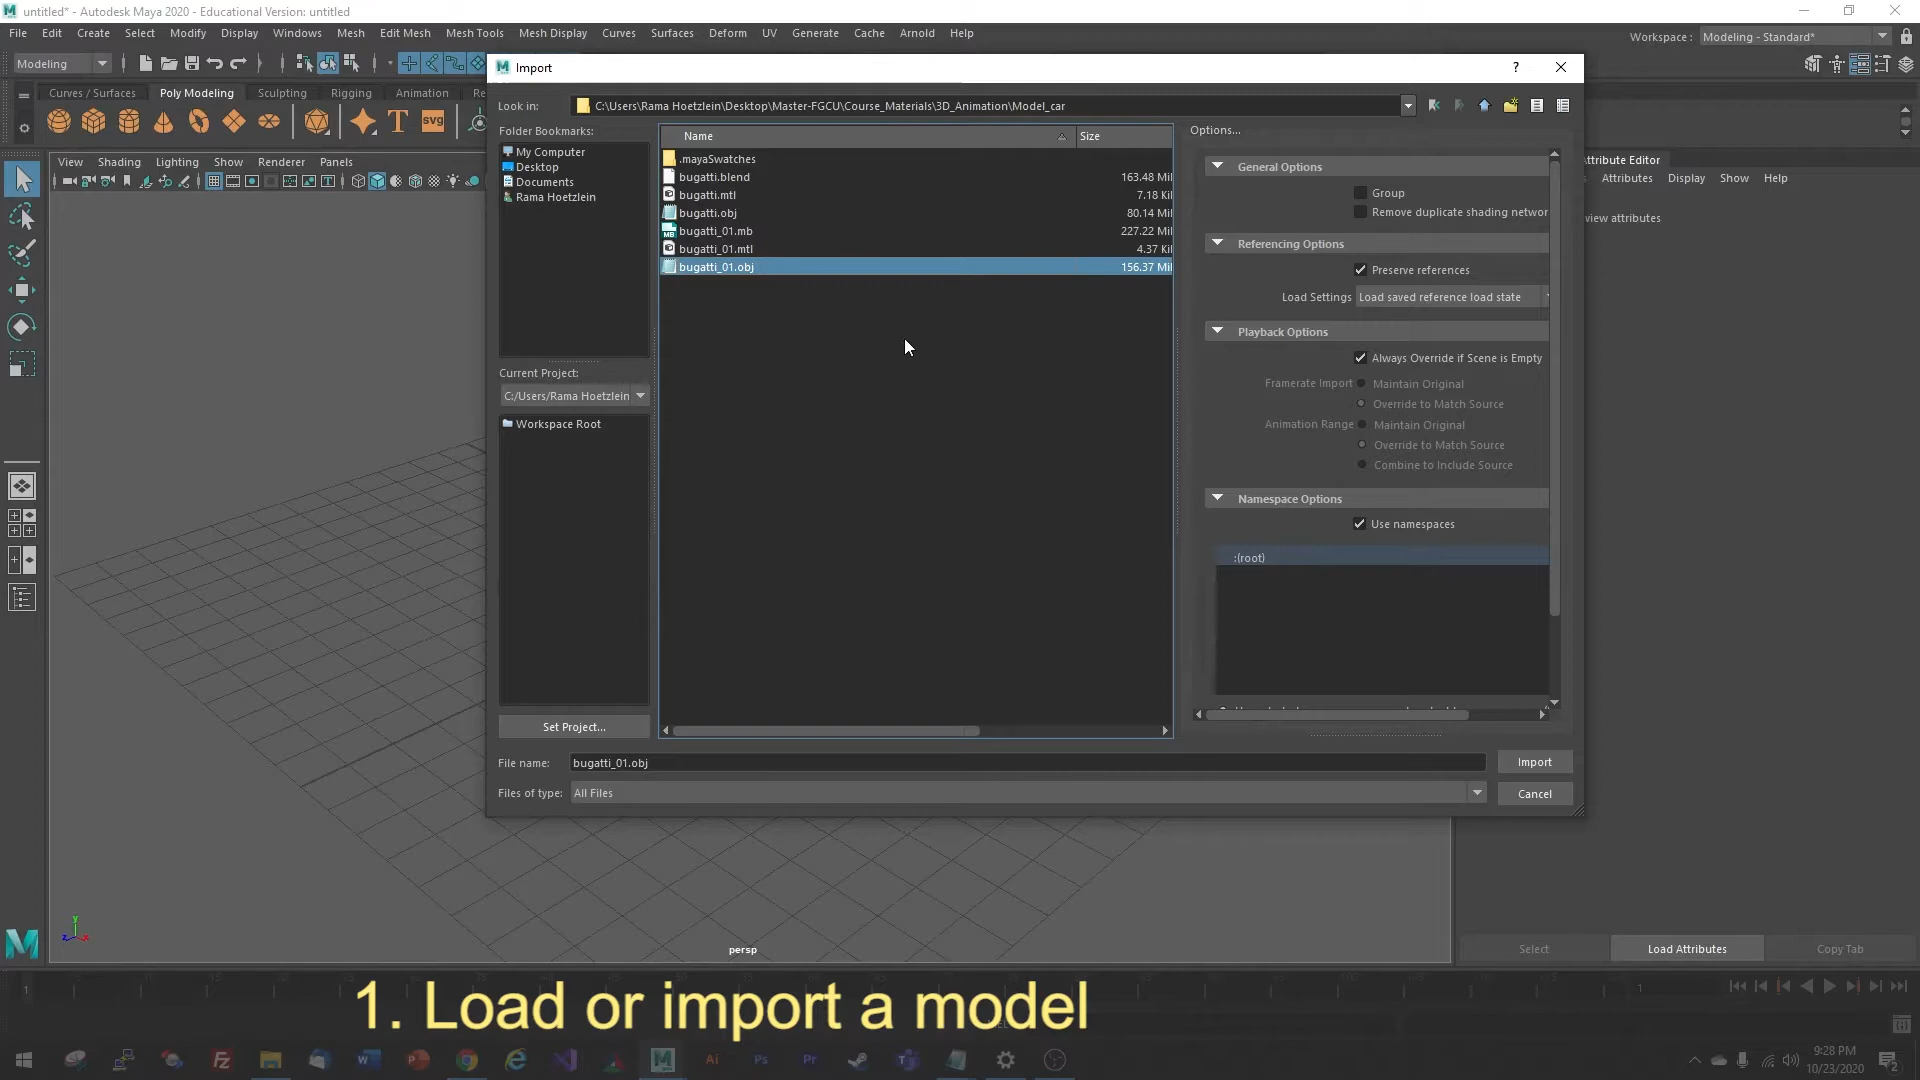 untitled* - Autodesk Maya 2020 - Educational Version: untitled
File Edit Create Select Modify Display Windows Mesh Edit Mesh Mesh Tools Mesh Display Curves Surfaces Deform UV Generate Cache Arnold Help
Workspace : Modeling - Standard*
Modeling
Import
Curves / Surfaces Poly Modeling Sculpting Rigging Animation Re
T svg
Look in: C:\Users\Rama Hoetzlein\Desktop\Master-FGCU\Course_Materials\3D_Animation\Model_car
Folder Bookmarks:
My Computer
Desktop
Documents
Rama Hoetzlein
Name Size
.mayaSwatches
bugatti.blend 163.48 Mil
bugatti.mtl 7.18 Kil
bugatti.obj 80.14 Mil
bugatti_01.mb 227.22 Mil
bugatti_01.mtl 4.37 Kil
bugatti_01.obj 156.37 Mil
Options...
General Options
Group
Remove duplicate shading networ
Referencing Options
Preserve references
Load Settings Load saved reference load state
Playback Options
Always Override if Scene is Empty
Framerate Import Maintain Original
Override to Match Source
Animation Range Maintain Original
Override to Match Source
Combine to Include Source
Namespace Options
Use namespaces
:(root)
Current Project:
C:/Users/Rama Hoetzlein
Workspace Root
Set Project...
File name: bugatti_01.obj Import
Files of type: All Files Cancel
View Shading Lighting Show Renderer Panels
ttribute Editor
Attributes Display Show Help
view attributes
persp
y
z x
Select Load Attributes Copy Tab
1 1
1. Load or import a model
9:28 PM
10/23/2020